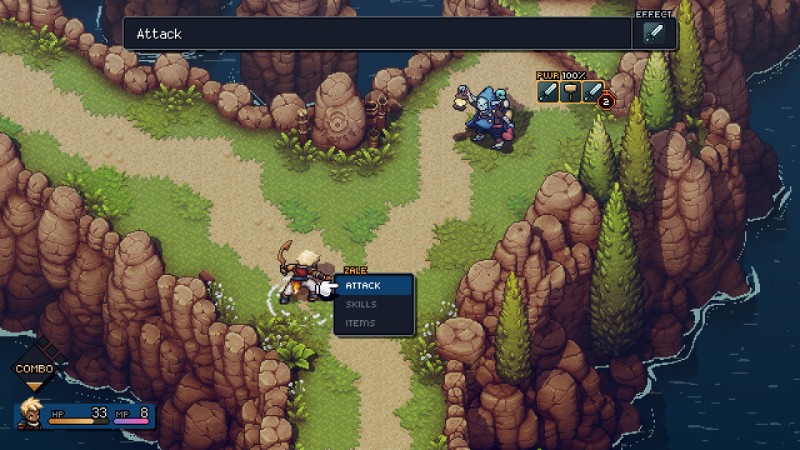 EFFECT
Attack
PWR 100%
2
ZALE
ATTACK
SKILLS
ITEMS
COMBO
HP 33 MP 8